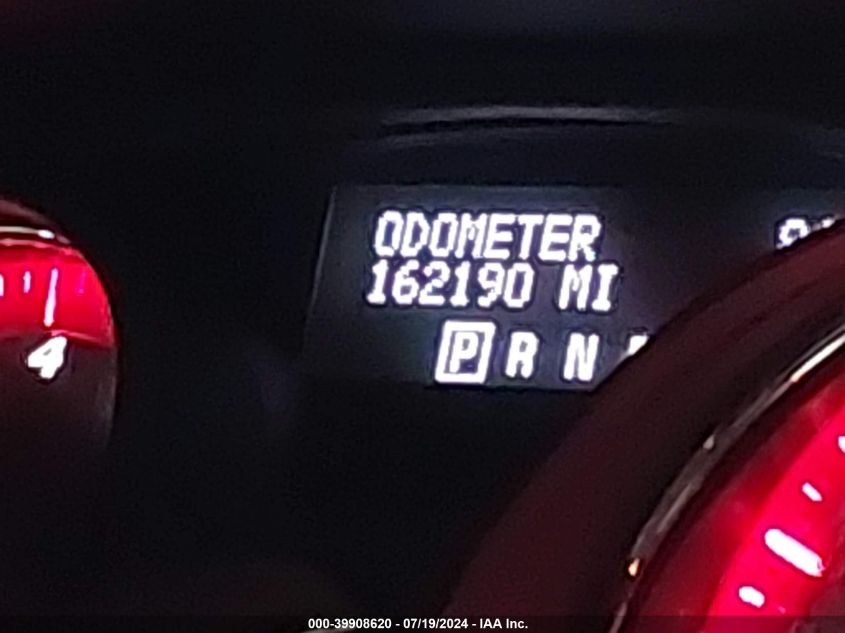 ODOMETER
162190 MI
P R N
4
000-39908620 - 07/19/2024 - IAA Inc.